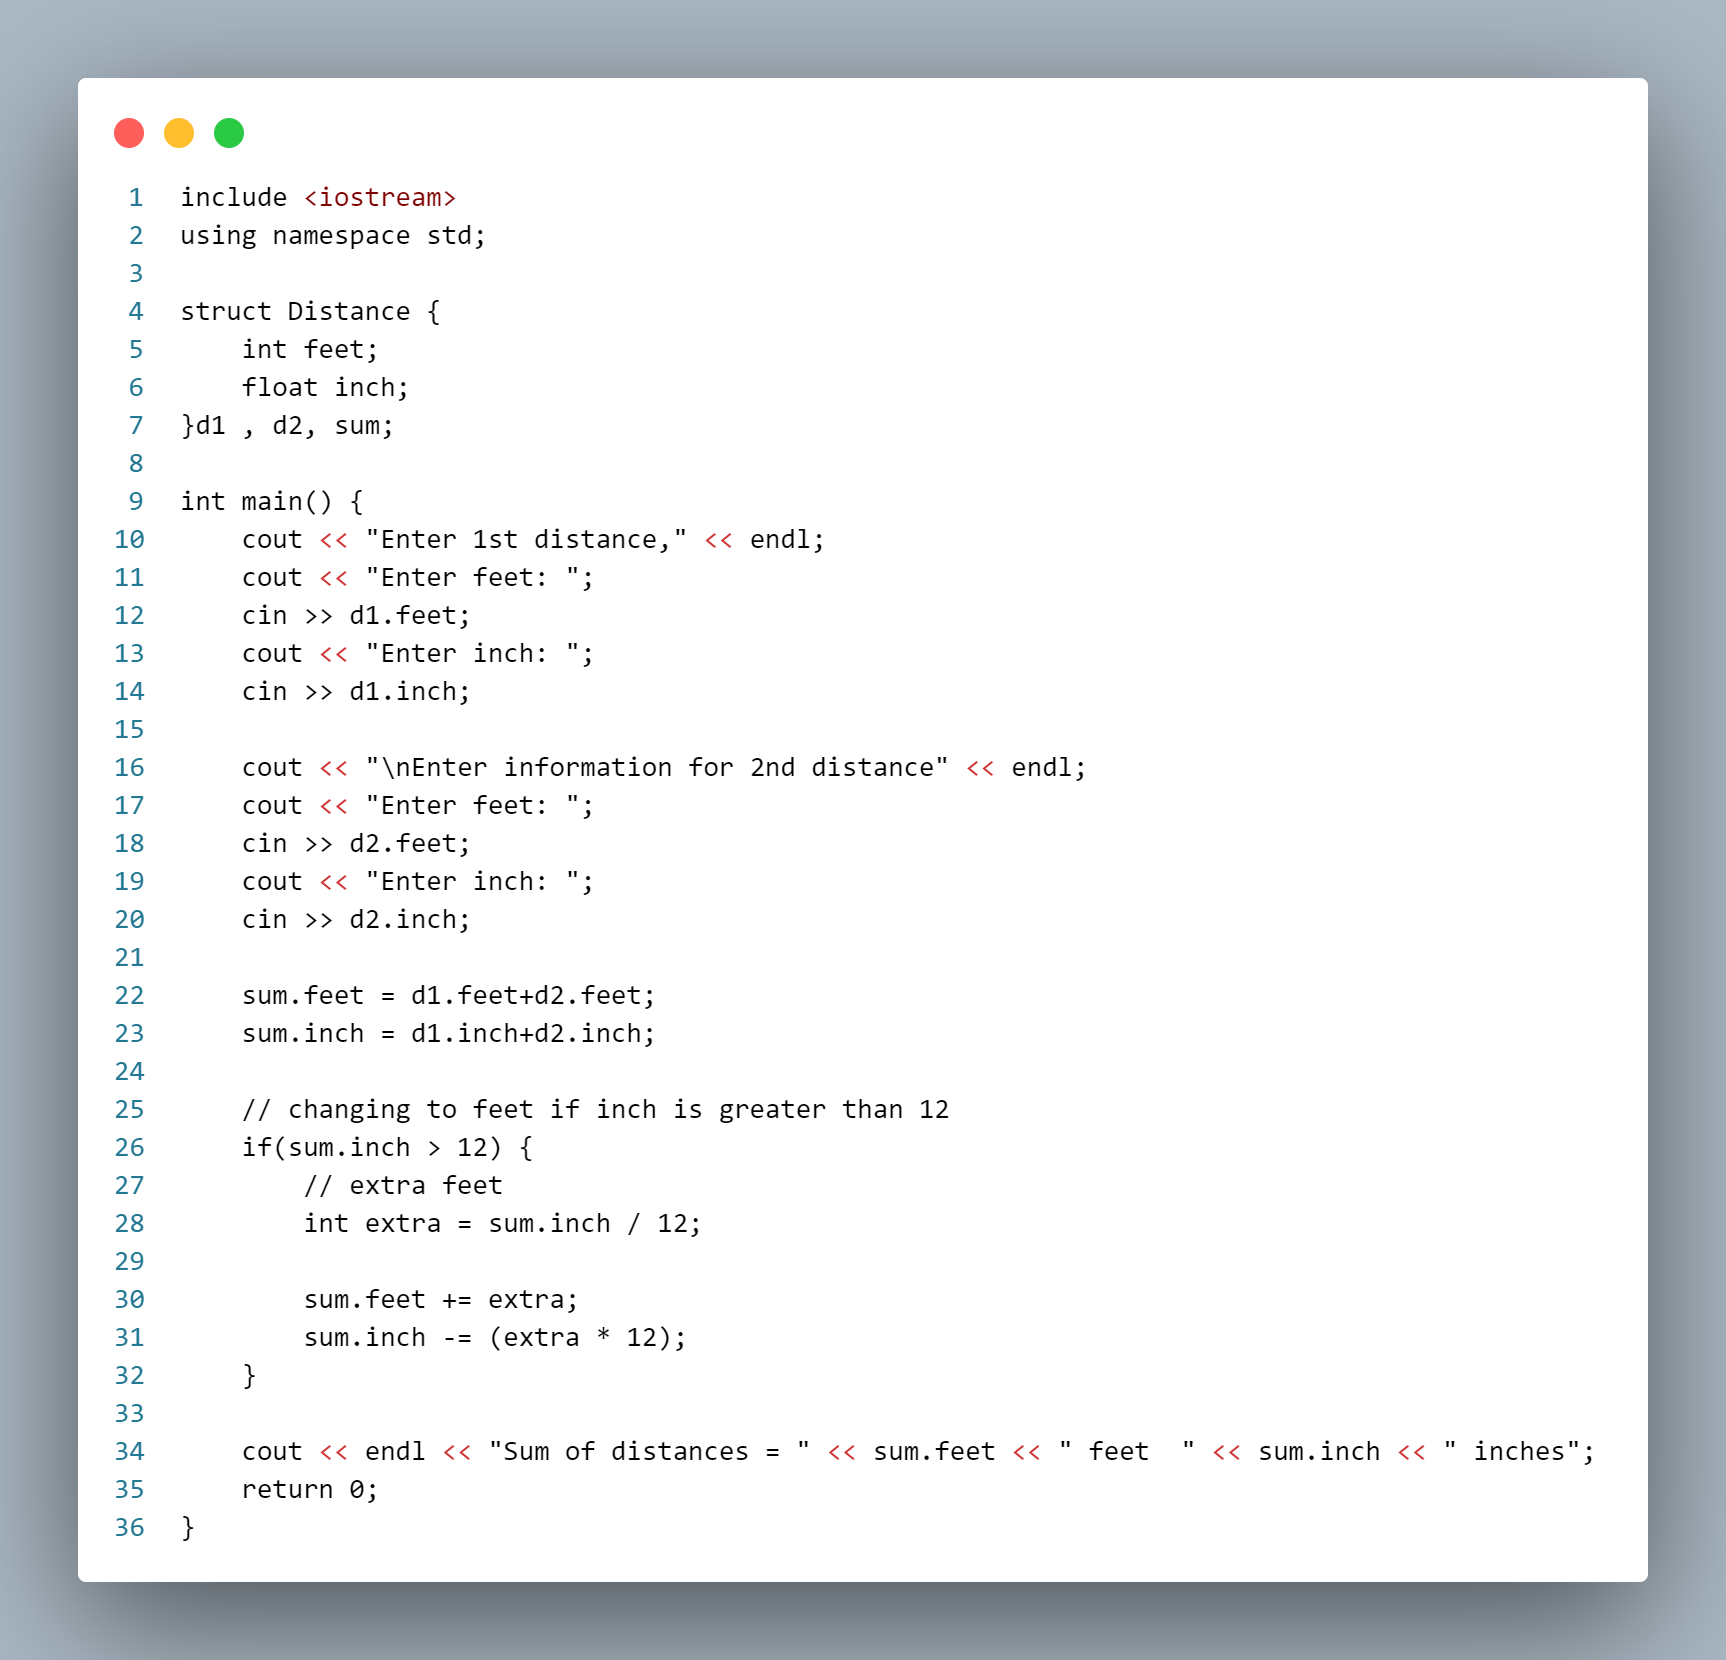 1 include <iostream>
2 using namespace std;
3
4 struct Distance {
5     int feet;
6     float inch;
7 }d1 , d2, sum;
8
9 int main() {
10     cout << "Enter 1st distance," << endl;
11     cout << "Enter feet: ";
12     cin >> d1.feet;
13     cout << "Enter inch: ";
14     cin >> d1.inch;
15
16     cout << "\nEnter information for 2nd distance" << endl;
17     cout << "Enter feet: ";
18     cin >> d2.feet;
19     cout << "Enter inch: ";
20     cin >> d2.inch;
21
22     sum.feet = d1.feet+d2.feet;
23     sum.inch = d1.inch+d2.inch;
24
25     // changing to feet if inch is greater than 12
26     if(sum.inch > 12) {
27         // extra feet
28         int extra = sum.inch / 12;
29
30         sum.feet += extra;
31         sum.inch -= (extra * 12);
32     }
33
34     cout << endl << "Sum of distances = " << sum.feet << " feet  " << sum.inch << " inches";
35     return 0;
36 }